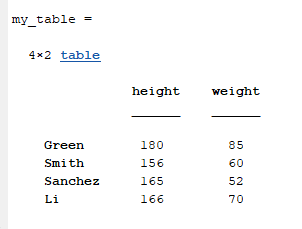 my_table =
4×2 table
height weight
Green 180 85
Smith 156 60
Sanchez 165 52
Li 166 70